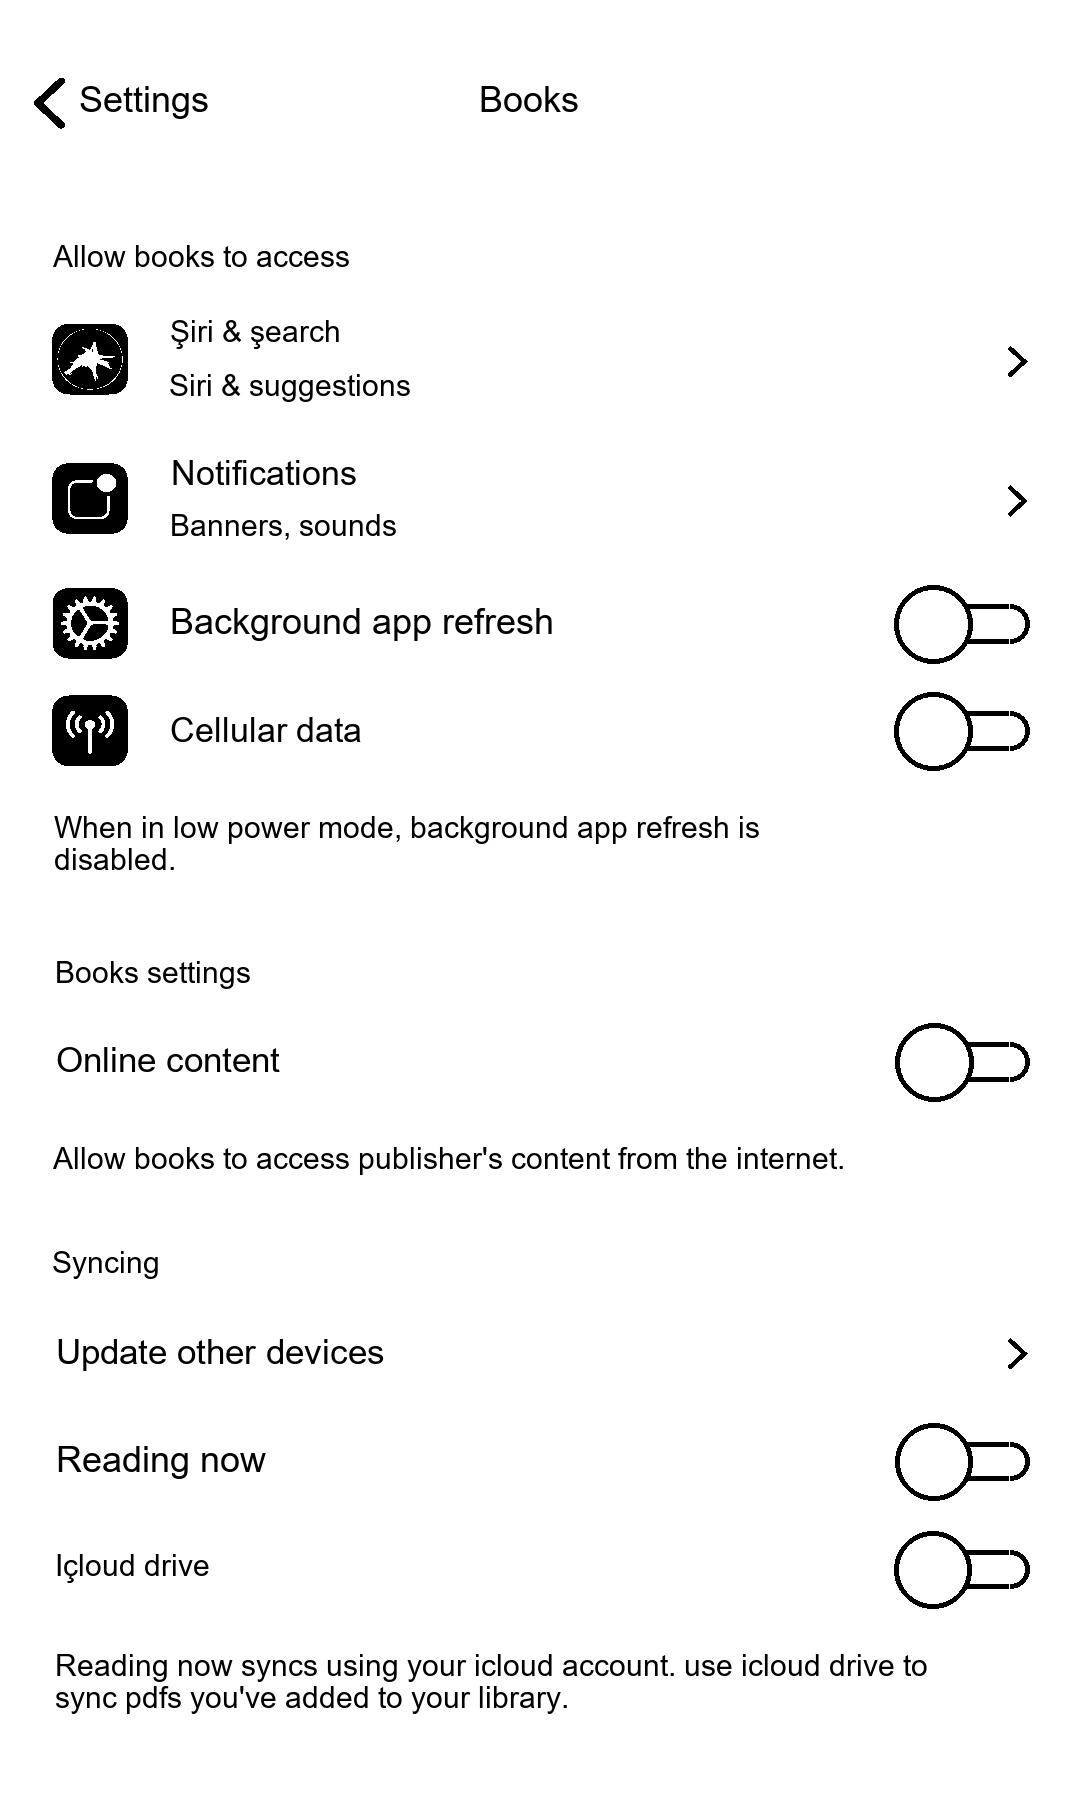 Settings
Books
Allow books to access
Şiri & şearch
Siri & suggestions
Notifications
Banners, sounds
Background app refresh
Cellular data
When in low power mode, background app refresh is
disabled.
Books settings
Online content
Allow books to access publisher's content from the internet.
Syncing
Update other devices
Reading now
Içloud drive
Reading now syncs using your icloud account. use icloud drive to
sync pdfs you've added to your library.